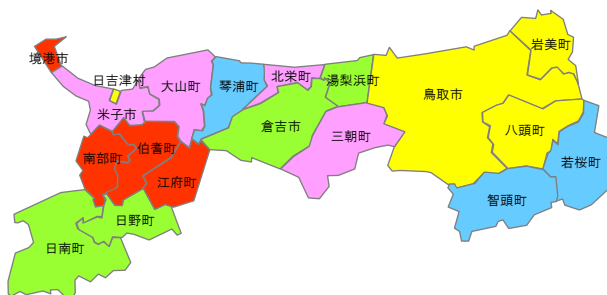 境港市
日吉津村
米子市
大山町
琴浦町
北栄町
湯梨浜町
鳥取市
岩美町
南部町
伯耆町
江府町
倉吉市
三朝町
八頭町
若桜町
智頭町
日野町
日南町